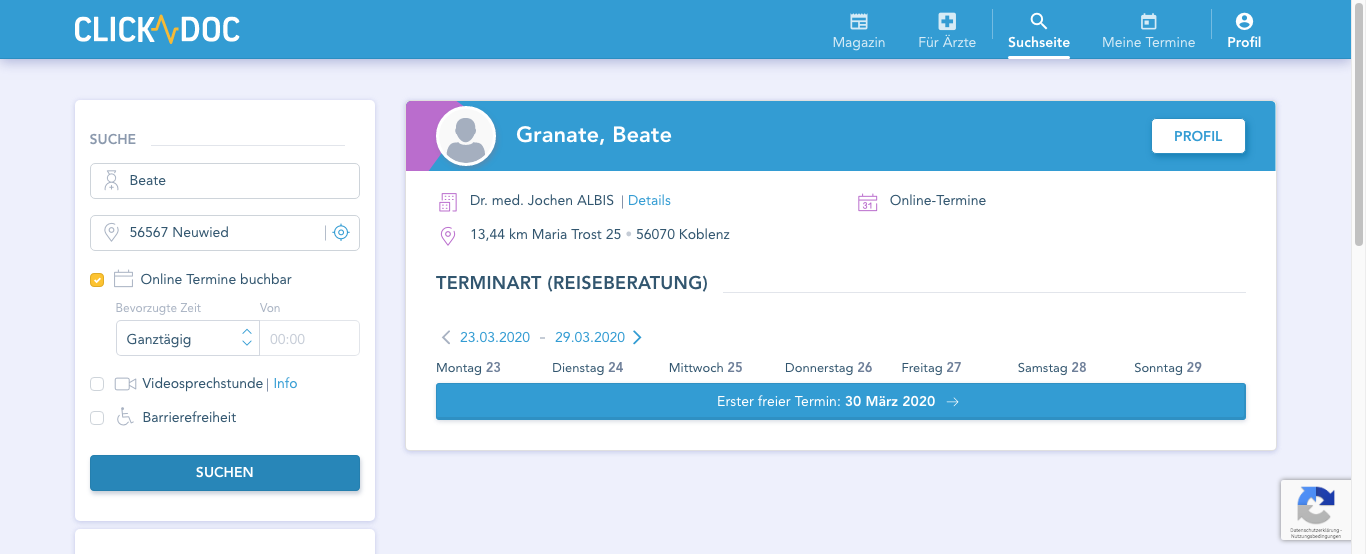 CLICKDOC
Magazin
Für Ärzte
Suchseite
Meine Termine
Profil
SUCHE
Beate
56567 Neuwied |
Online Termine buchbar
Bevorzugte Zeit Von
Ganztägig 00:00
Videosprechstunde | Info
Barrierefreiheit
SUCHEN
Granate, Beate
PROFIL
Dr. med. Jochen ALBIS | Details
Online-Termine
13,44 km Maria Trost 25 • 56070 Koblenz
TERMINART (REISEBERATUNG)
23.03.2020 - 29.03.2020
Montag 23 Dienstag 24 Mittwoch 25 Donnerstag 26 Freitag 27 Samstag 28 Sonntag 29
Erster freier Termin: 30 März 2020 →
Datenschutzerklärung -
Nutzungsbedingungen